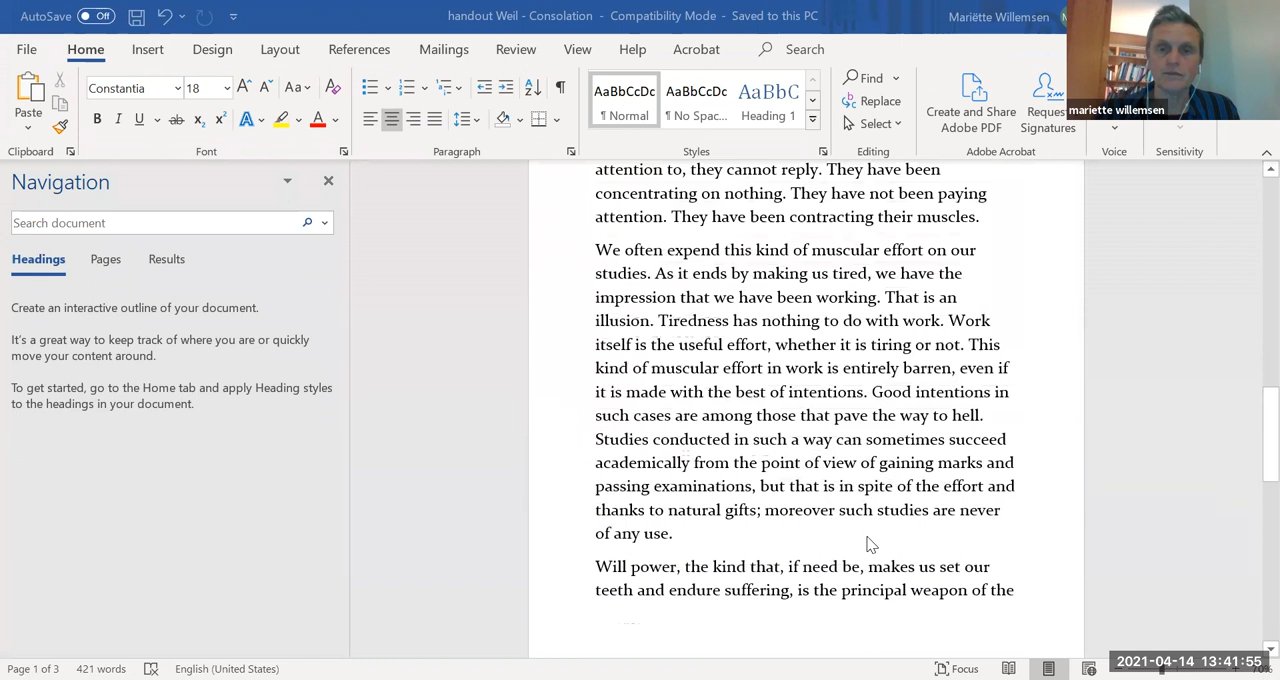 AutoSave Off handout Weil - Consolation - Compatibility Mode - Saved to this PC Mariëtte Willemsen
File Home Insert Design Layout References Mailings Review View Help Acrobat Search
mariette willemsen
Paste
Clipboard
Constantia 18
Aa
B I U ab x₂ x² A A
Font
Paragraph
AaBbCcDc AaBbCcDc AaBbC
¶ Normal ¶ No Spac... Heading 1
Styles
Find
Replace
Select
Editing
Create and Share
Adobe PDF
Signatures
Adobe Acrobat
Voice
Sensitivity
Navigation
Search document
Headings Pages Results
Create an interactive outline of your document.
It's a great way to keep track of where you are or quickly
move your content around.
To get started, go to the Home tab and apply Heading styles
to the headings in your document.
attention to, they cannot reply. They have been
concentrating on nothing. They have not been paying
attention. They have been contracting their muscles.
We often expend this kind of muscular effort on our
studies. As it ends by making us tired, we have the
impression that we have been working. That is an
illusion. Tiredness has nothing to do with work. Work
itself is the useful effort, whether it is tiring or not. This
kind of muscular effort in work is entirely barren, even if
it is made with the best of intentions. Good intentions in
such cases are among those that pave the way to hell.
Studies conducted in such a way can sometimes succeed
academically from the point of view of gaining marks and
passing examinations, but that is in spite of the effort and
thanks to natural gifts; moreover such studies are never
of any use.
Will power, the kind that, if need be, makes us set our
teeth and endure suffering, is the principal weapon of the
Page 1 of 3 421 words English (United States) Focus
2021-04-14 13:41:55